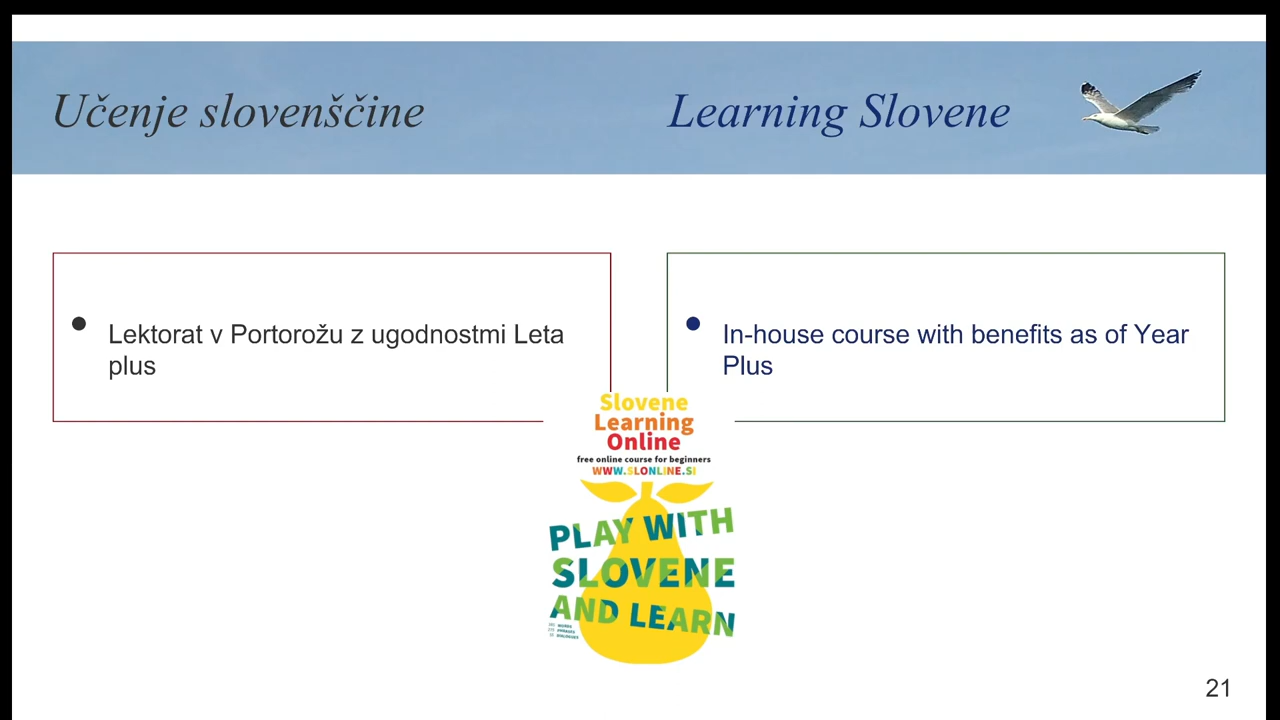 Učenje slovenščine
Learning Slovene
Lektorat v Portorožu z ugodnostmi Leta
plus
In-house course with benefits as of Year
Plus
Slovene
Learning
Online
free online course for beginners
WWW.SLONLINE.SI
PLAY WITH
SLOVENE
AND LEARN
21